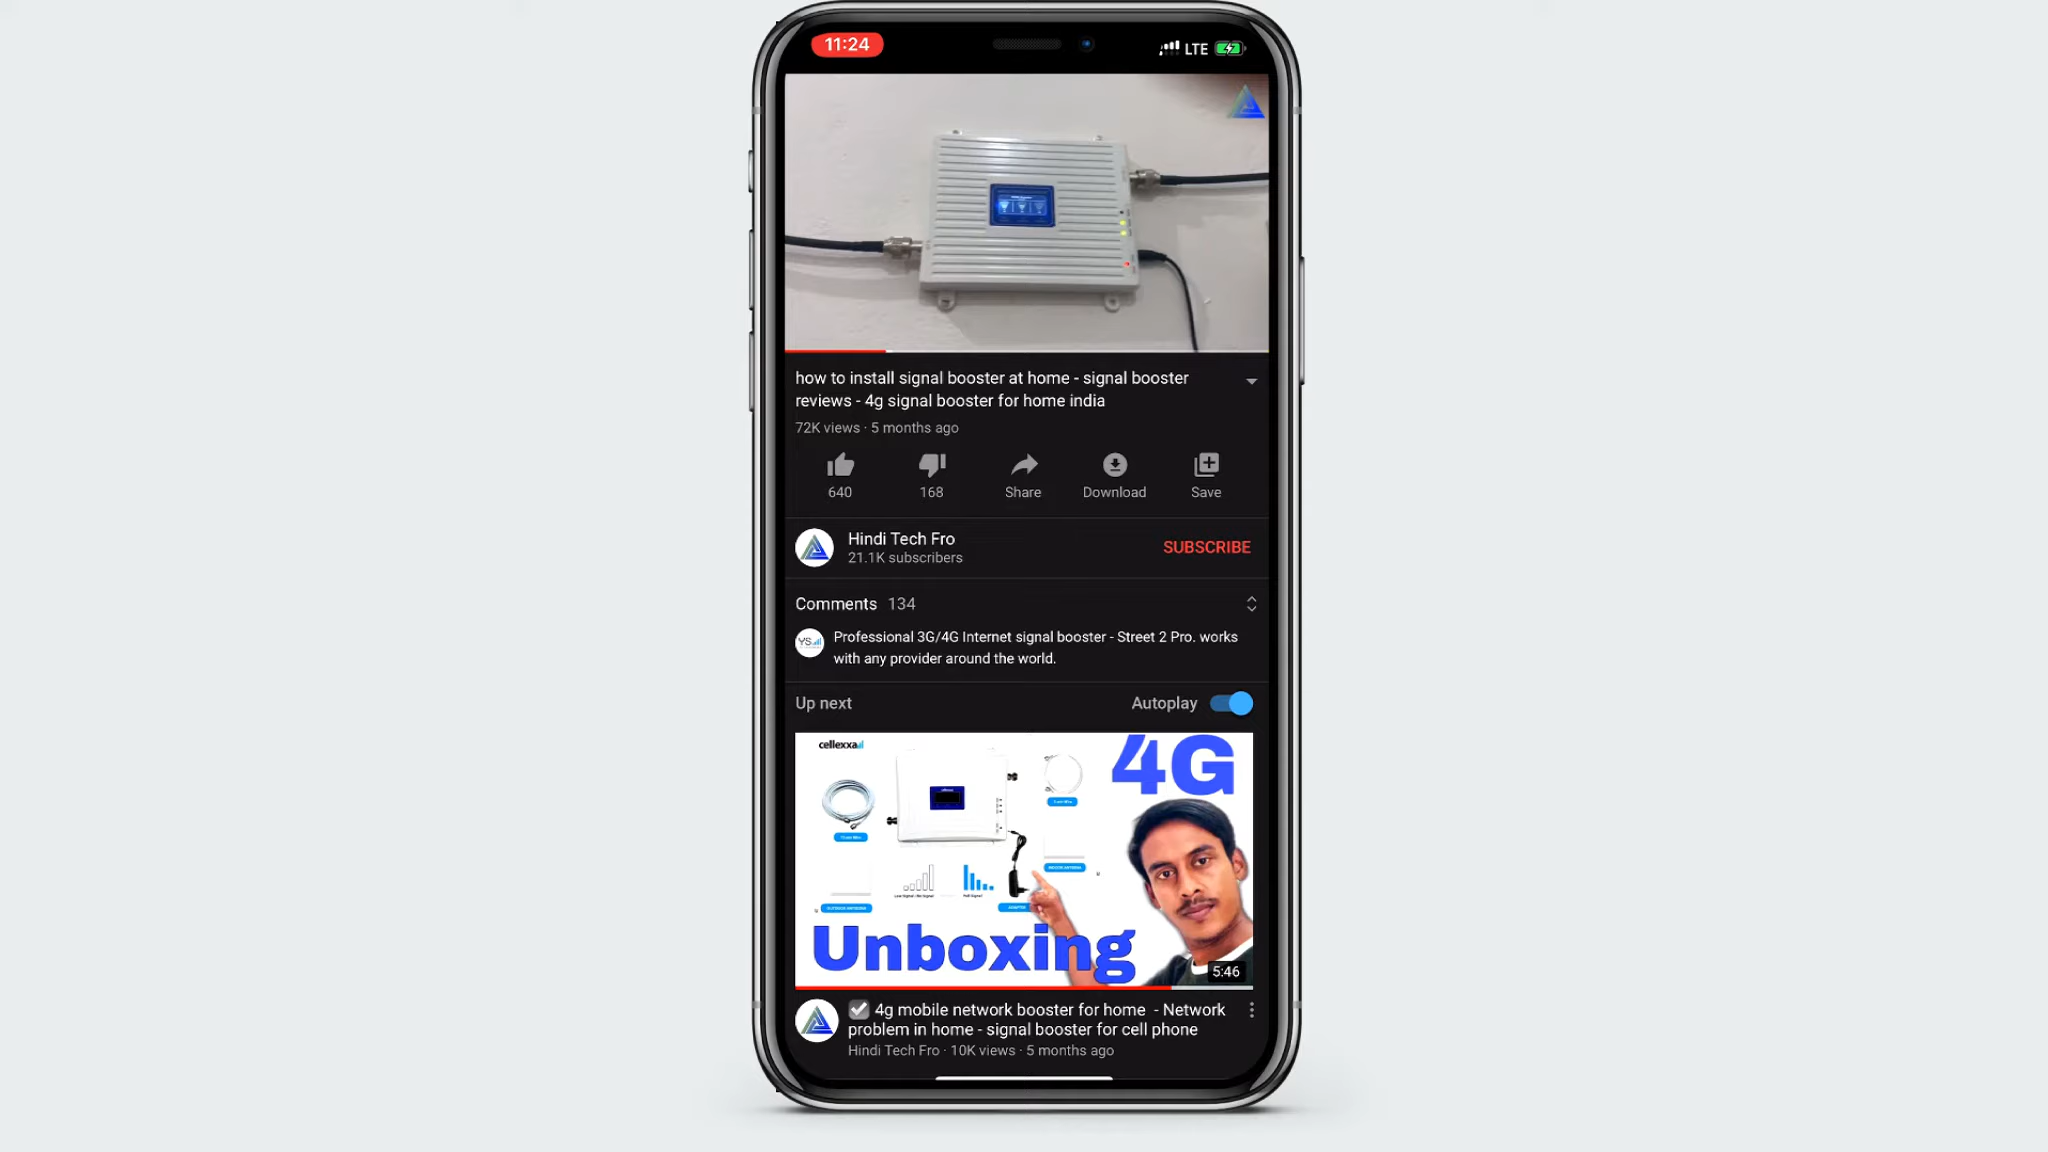 11:24
LTE
how to install signal booster at home - signal booster
reviews - 4g signal booster for home india
72K views · 5 months ago
640
168
Share
Download
Save
Hindi Tech Fro
21.1K subscribers
SUBSCRIBE
Comments 134
YS
Professional 3G/4G Internet signal booster - Street 2 Pro. works
with any provider around the world.
Up next
Autoplay
cellexxa
4G
Unboxing
5:46
4g mobile network booster for home - Network
problem in home - signal booster for cell phone
Hindi Tech Fro · 10K views · 5 months ago